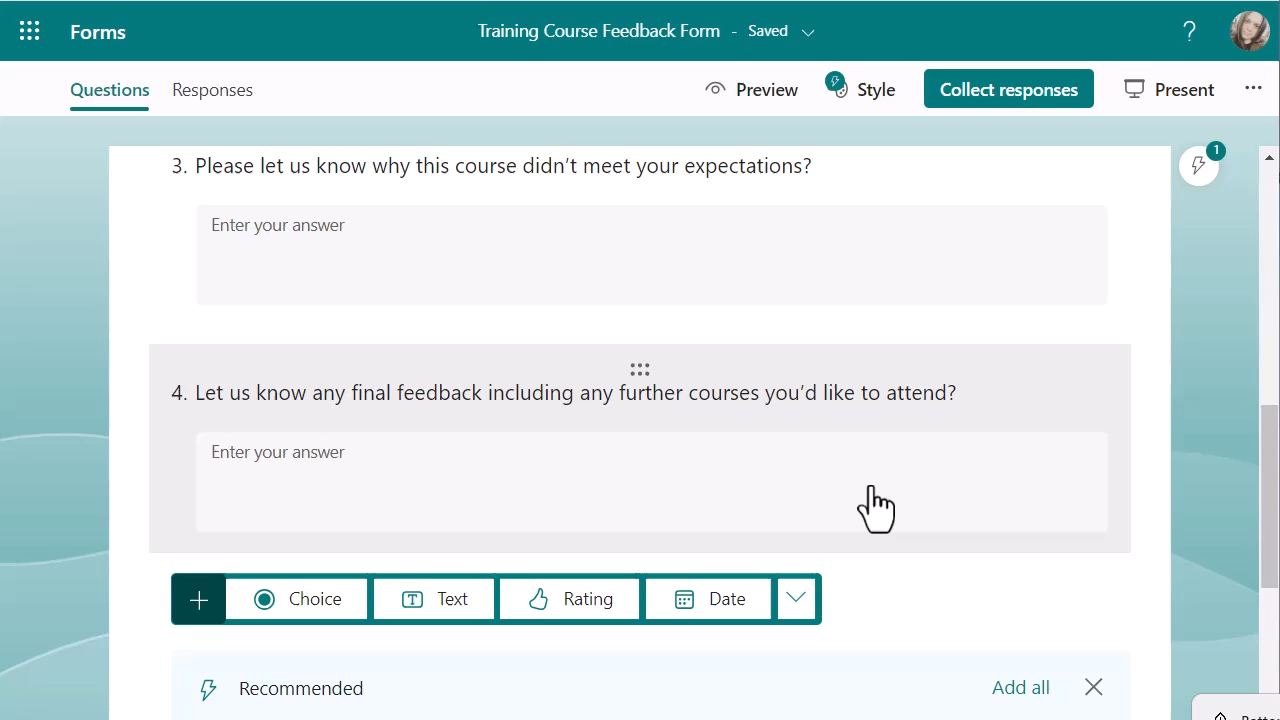 Forms
Training Course Feedback Form - Saved
?
Questions
Responses
Preview
Style
Collect responses
Present
1
3. Please let us know why this course didn’t meet your expectations?
Enter your answer
4. Let us know any final feedback including any further courses you’d like to attend?
Enter your answer
Choice
Text
Rating
Date
Recommended
Add all